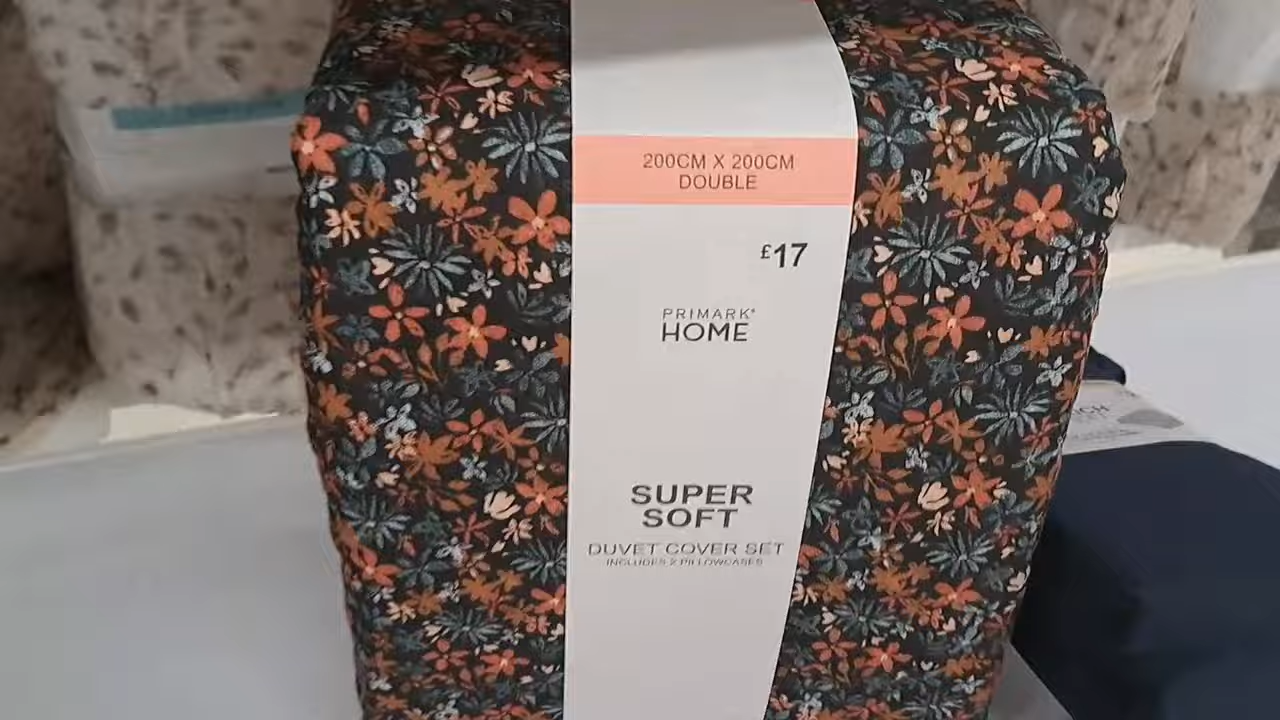 200CM X 200CM
DOUBLE
£17
PRIMARK®
HOME
SUPER
SOFT
DUVET COVER SET
INCLUDES 2 PILLOWCASES